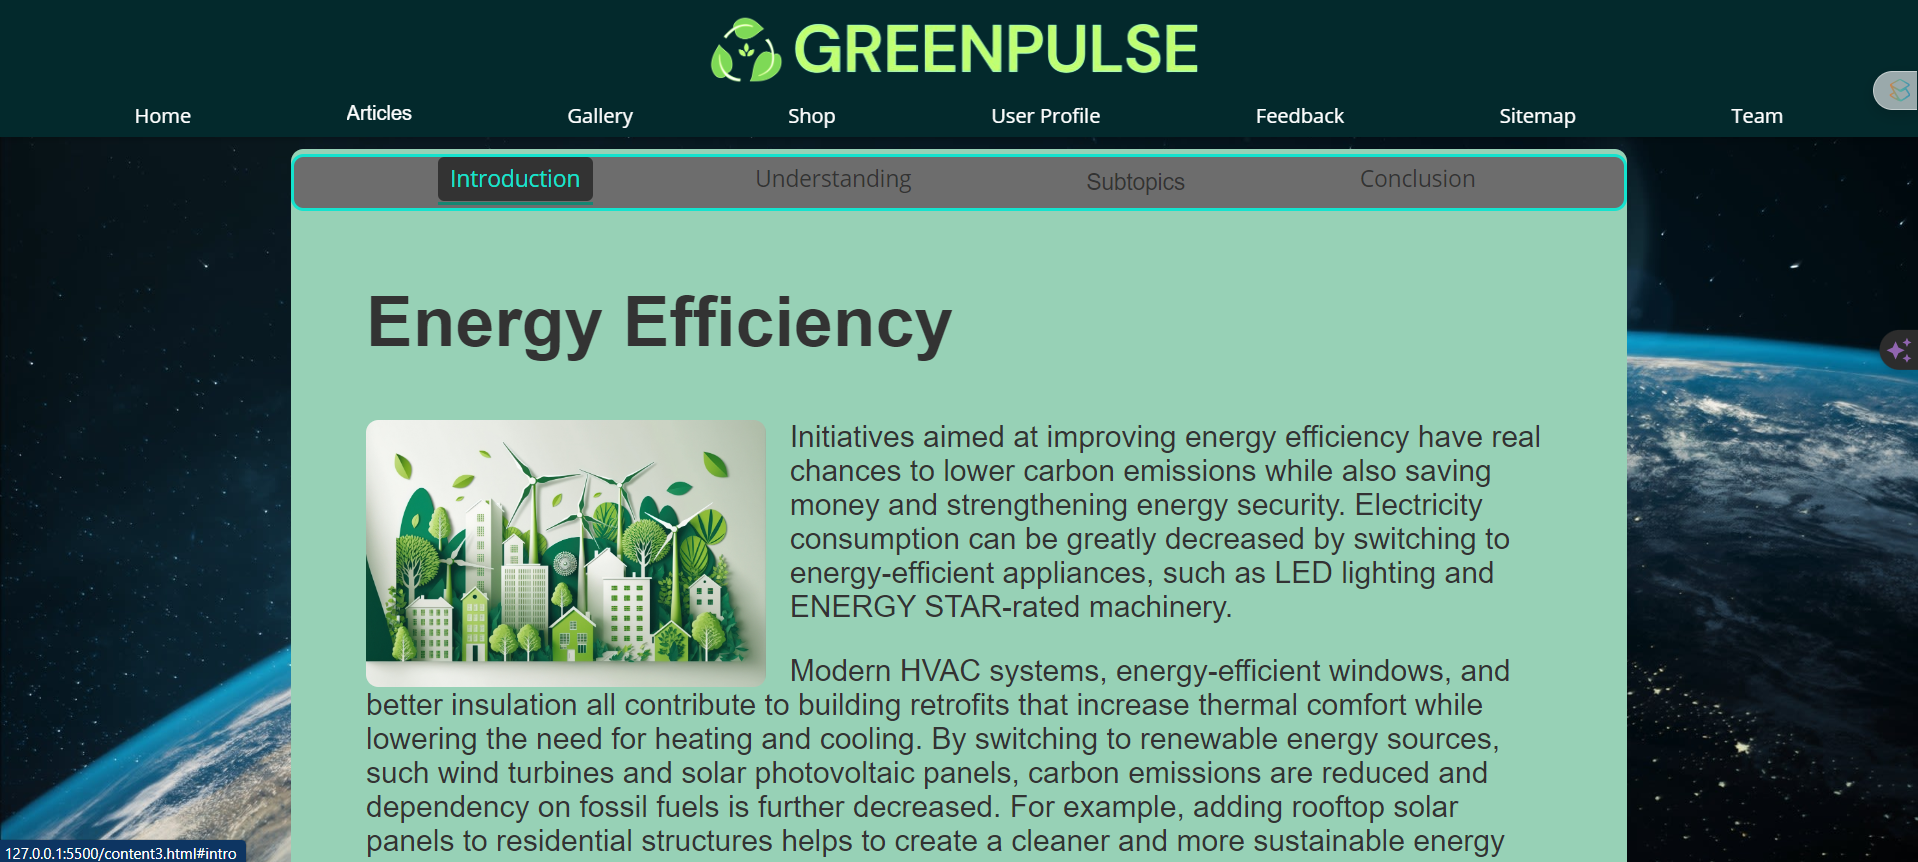 GREENPULSE
Home Articles Gallery Shop User Profile Feedback Sitemap Team
Introduction Understanding Subtopics Conclusion
Energy Efficiency
Initiatives aimed at improving energy efficiency have real
chances to lower carbon emissions while also saving
money and strengthening energy security. Electricity
consumption can be greatly decreased by switching to
energy-efficient appliances, such as LED lighting and
ENERGY STAR-rated machinery.
Modern HVAC systems, energy-efficient windows, and
better insulation all contribute to building retrofits that increase thermal comfort while
lowering the need for heating and cooling. By switching to renewable energy sources,
such wind turbines and solar photovoltaic panels, carbon emissions are reduced and
dependency on fossil fuels is further decreased. For example, adding rooftop solar
panels to residential structures helps to create a cleaner and more sustainable energy
127.0.0.1:5500/content3.html#intro